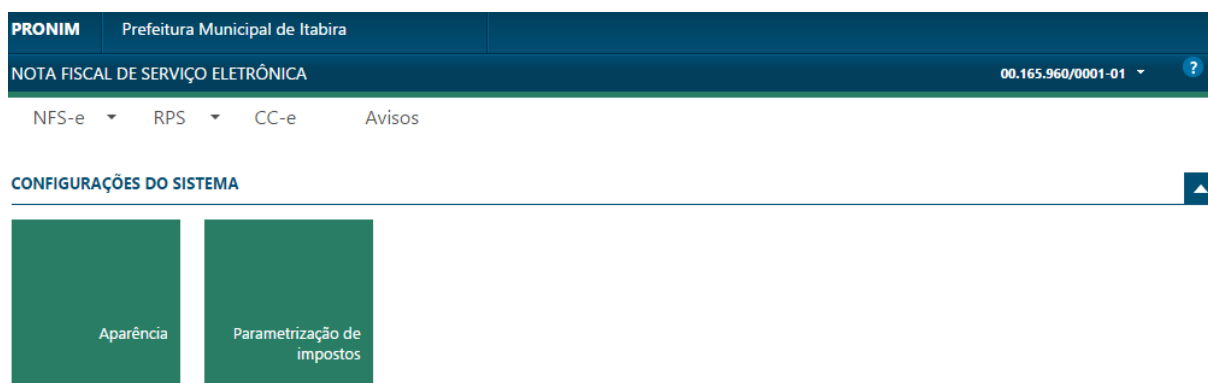 PRONIM Prefeitura Municipal de Itabira
NOTA FISCAL DE SERVIÇO ELETRÔNICA 00.165.960/0001-01 ?
NFS-e RPS CC-e Avisos
CONFIGURAÇÕES DO SISTEMA
Aparência
Parametrização de
impostos